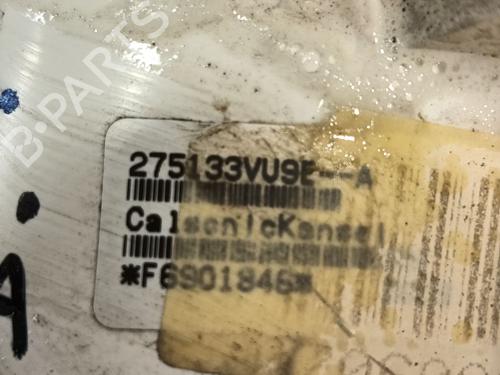 B-PARTS
275133VU9E--A
CalsonicKansei
*F6901846*
A